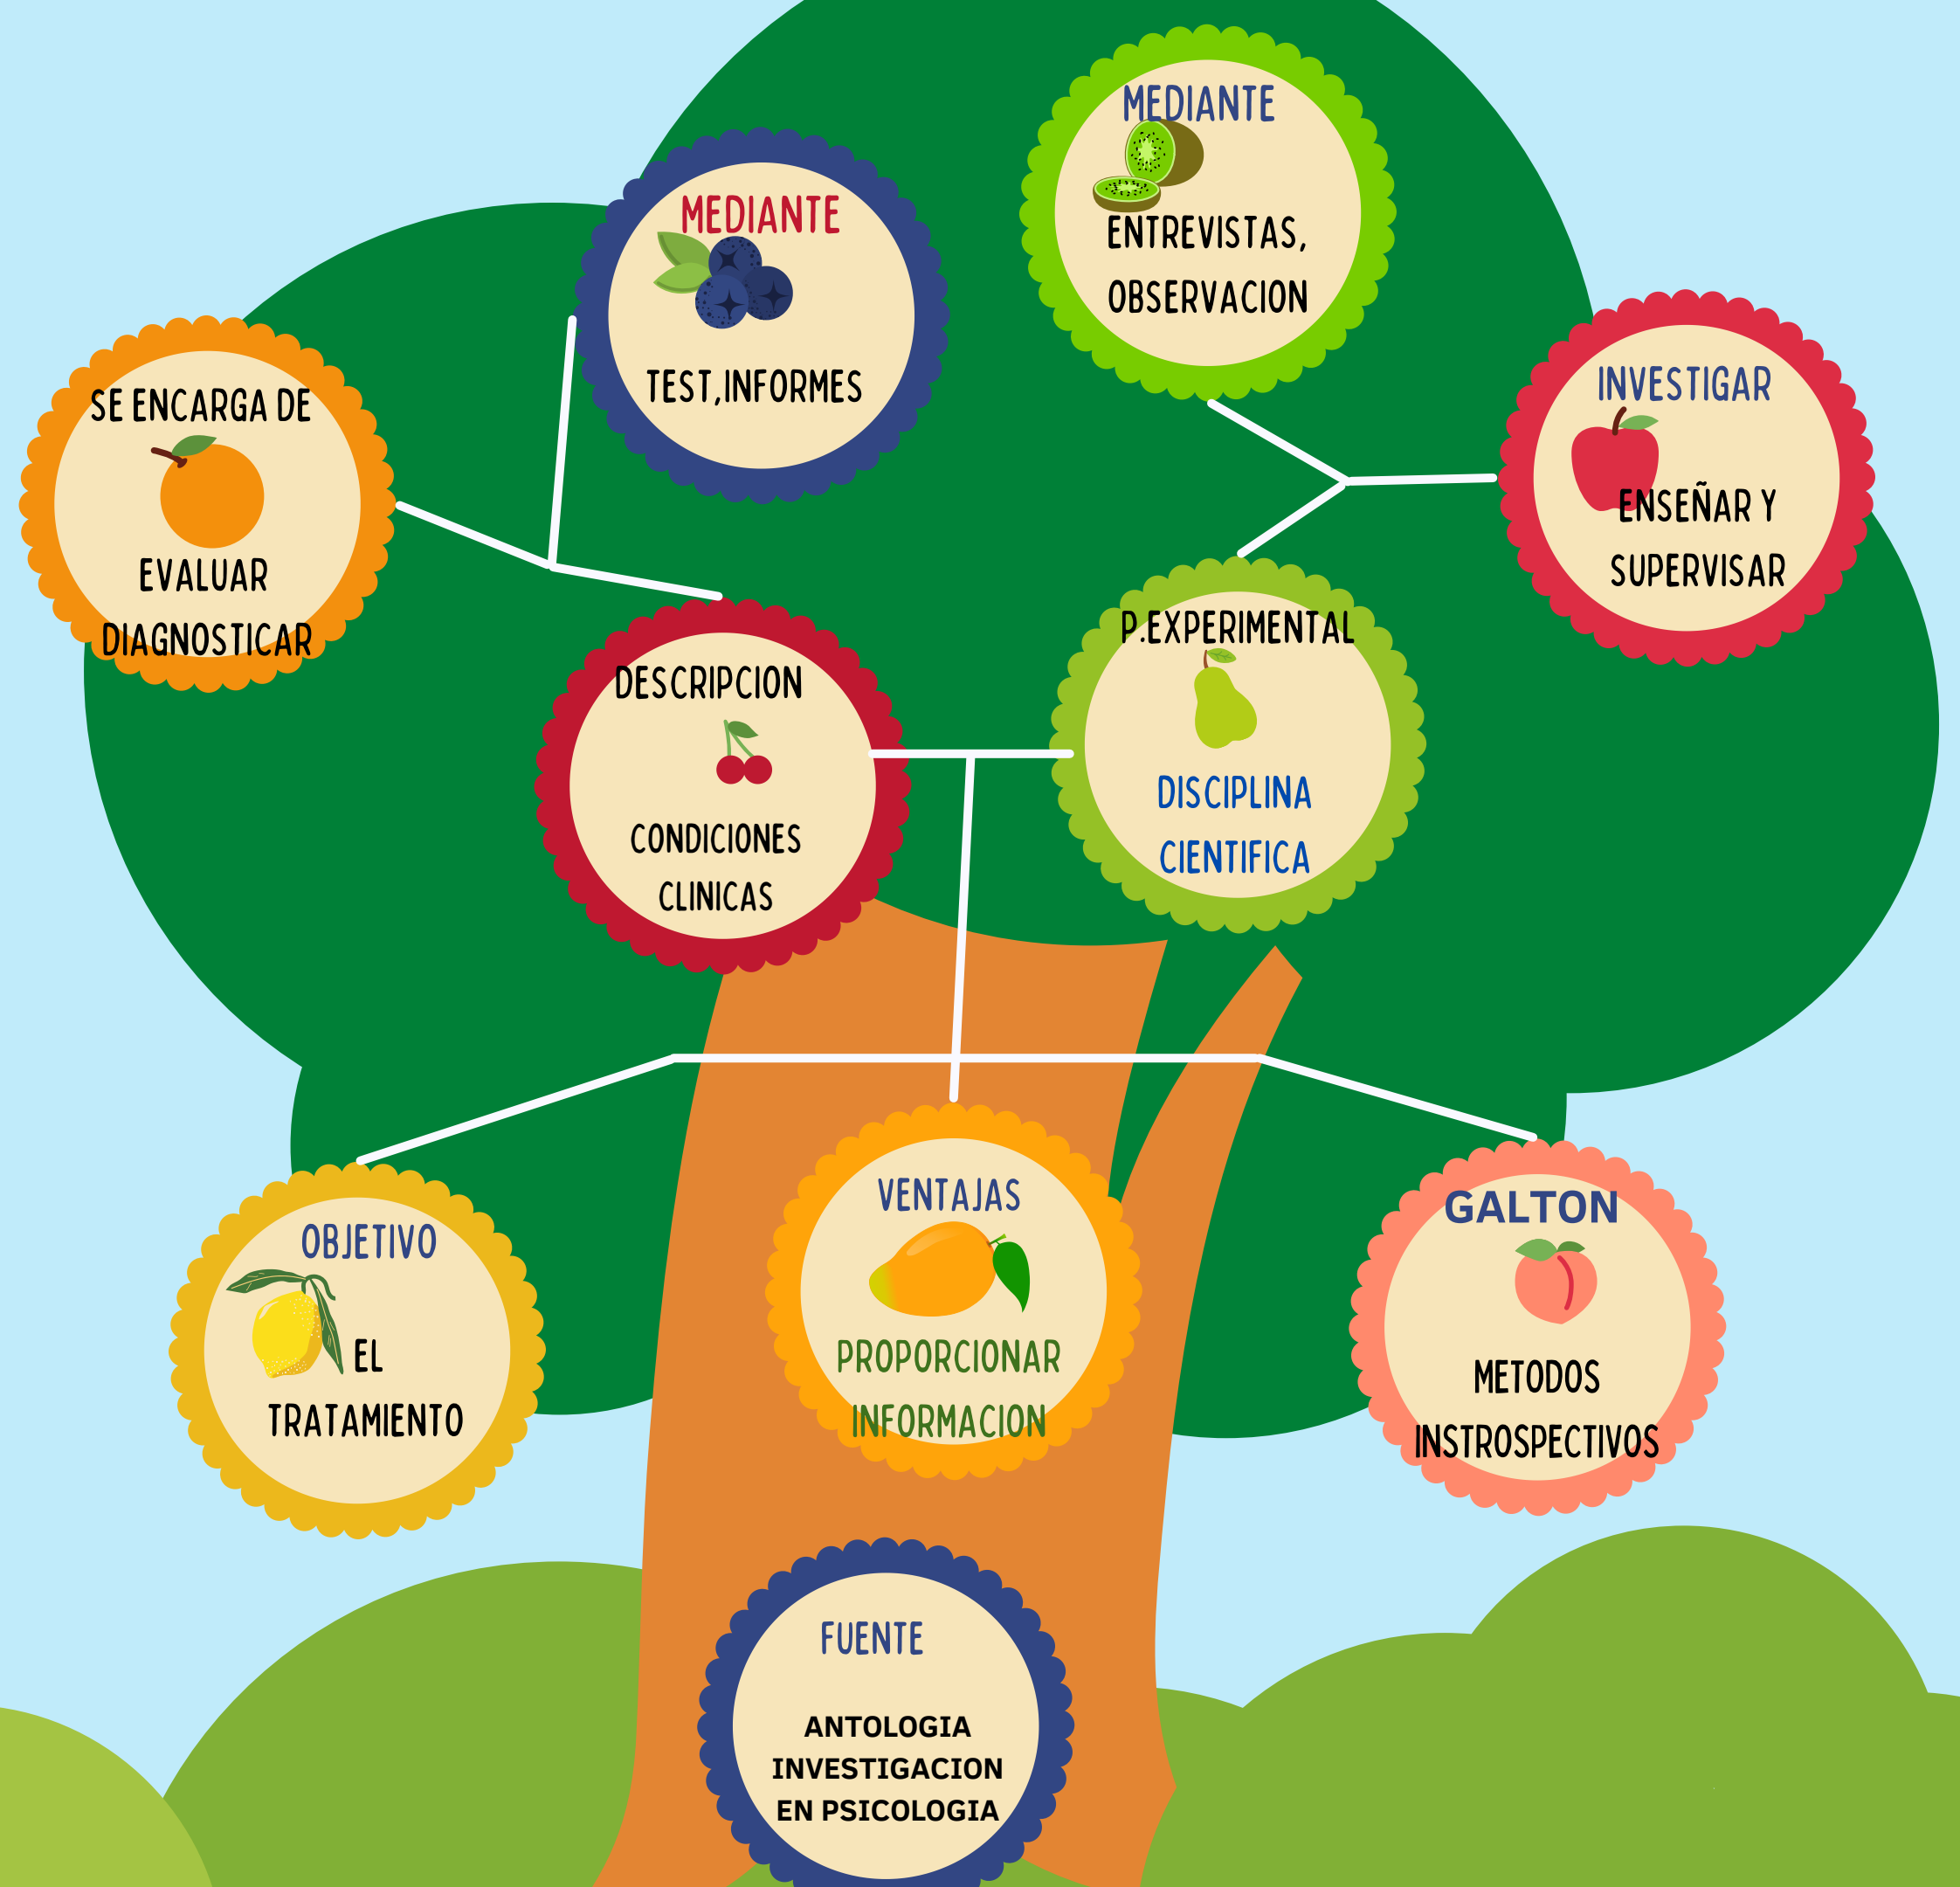 MEDIANTE
ENTREVISTAS,
OBSERVACION
MEDIANTE
TEST,INFORMES
SE ENCARGA DE
EVALUAR
DIAGNOSTICAR
INVESTIGAR
ENSEÑAR Y
SUPERVISAR
DESCRIPCION
CONDICIONES
CLINICAS
P.EXPERIMENTAL
DISCIPLINA
CIENTIFICA
OBJETIVO
EL
TRATAMIENTO
VENTAJAS
PROPORCIONAR
INFORMACION
GALTON
METODOS
INSTROSPECTIVOS
FUENTE
ANTOLOGIA
INVESTIGACION
EN PSICOLOGIA